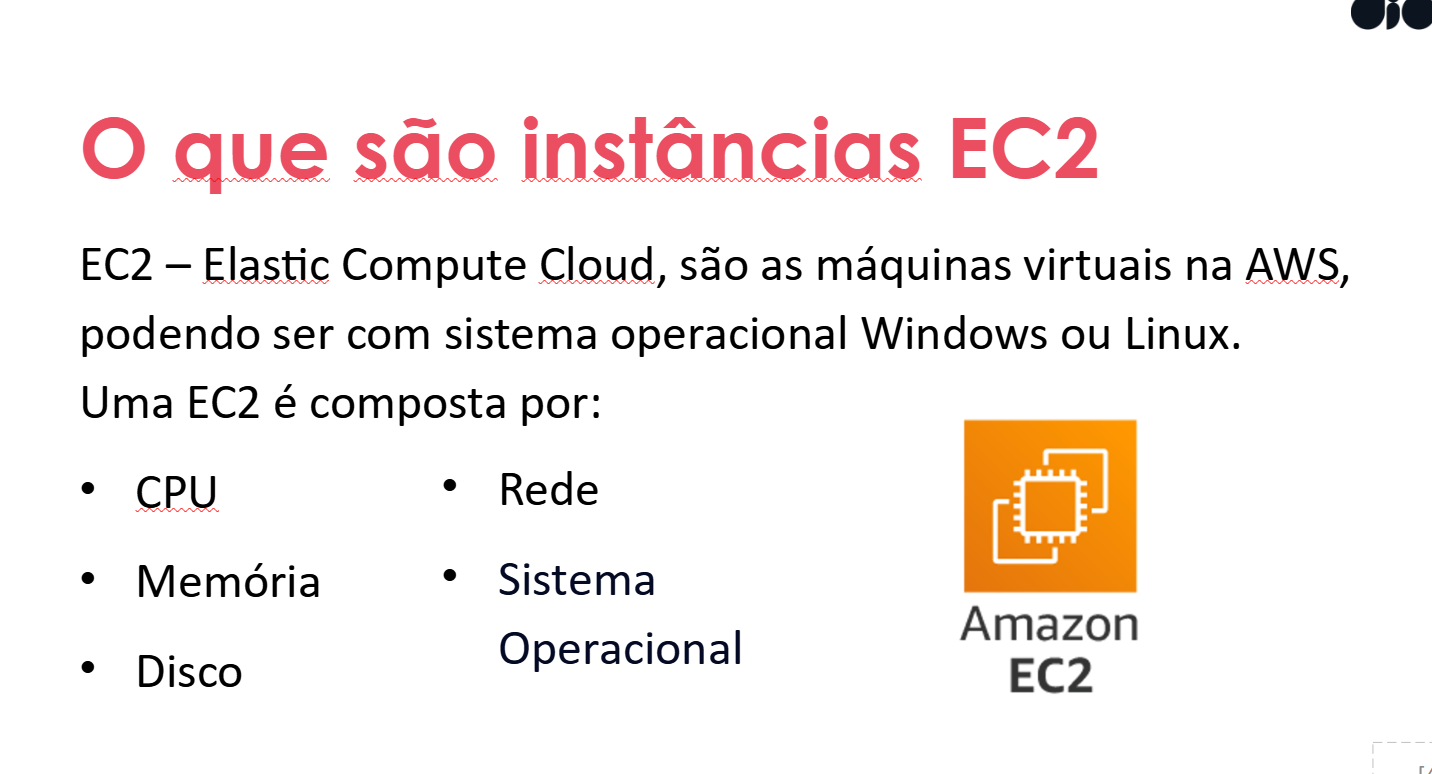 O que são instâncias EC2
EC2 – Elastic Compute Cloud, são as máquinas virtuais na AWS,
podendo ser com sistema operacional Windows ou Linux.
Uma EC2 é composta por:
• CPU
• Memória
• Disco
• Rede
• Sistema
Operacional
Amazon
EC2